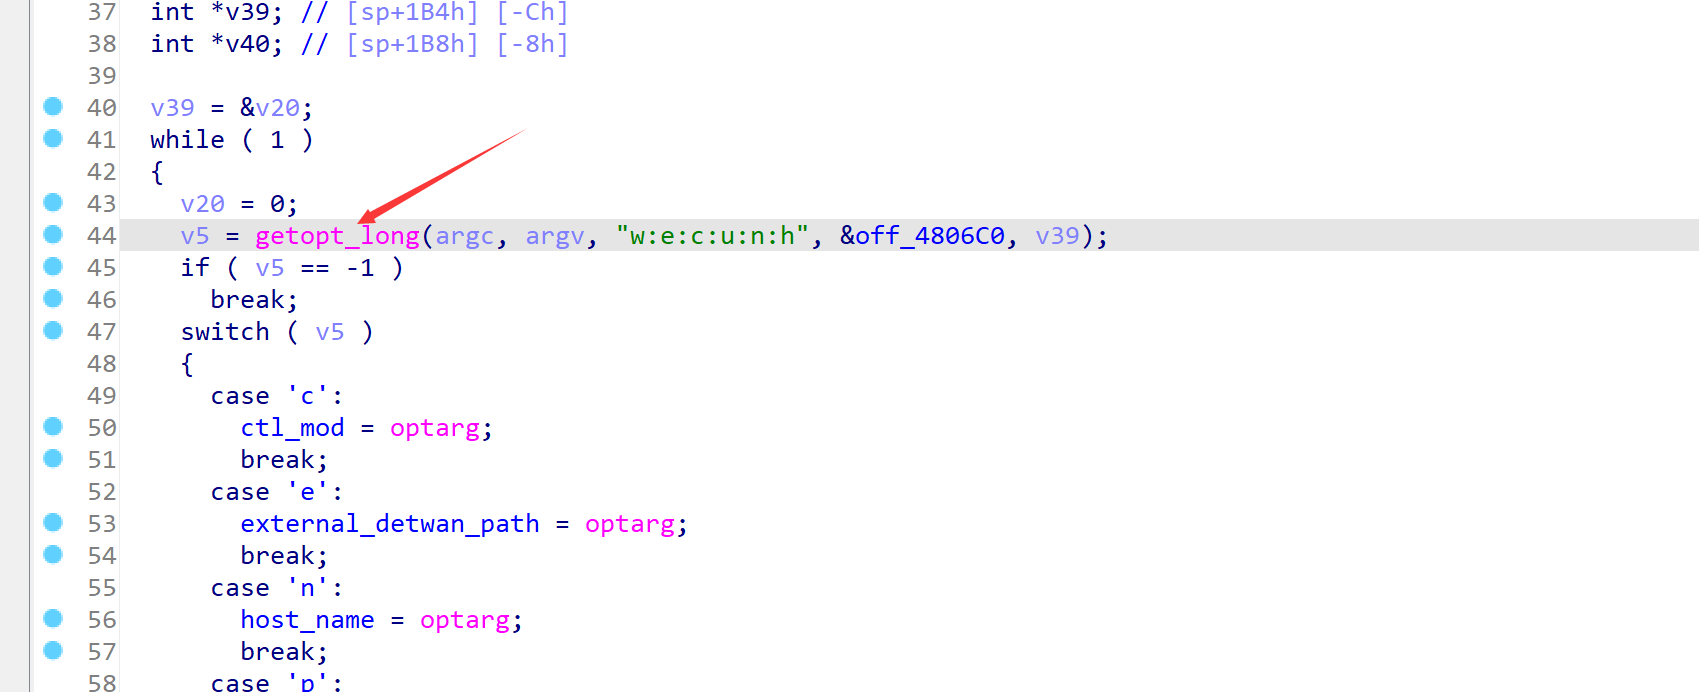 37 int *v39; // [sp+1B4h] [-Ch]
38 int *v40; // [sp+1B8h] [-8h]
39
40 v39 = &v20;
41 while ( 1 )
42 {
43 v20 = 0;
44 v5 = getopt_long(argc, argv, "w:e:c:u:n:h", &off_4806C0, v39);
45 if ( v5 == -1 )
46 break;
47 switch ( v5 )
48 {
49 case 'c':
50 ctl_mod = optarg;
51 break;
52 case 'e':
53 external_detwan_path = optarg;
54 break;
55 case 'n':
56 host_name = optarg;
57 break;
58 case 'p':